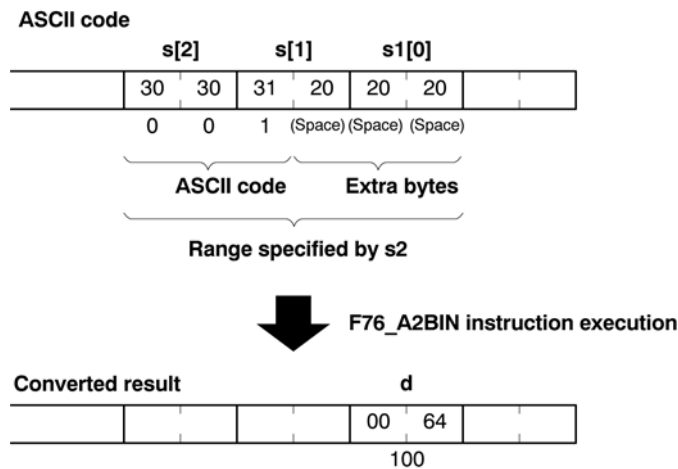 ASCII code
s[2] s[1] s1[0]
30 30 31 20 20 20
0 0 1 (Space) (Space) (Space)
ASCII code Extra bytes
Range specified by s2
F76_A2BIN instruction execution
Converted result d
00 64
100